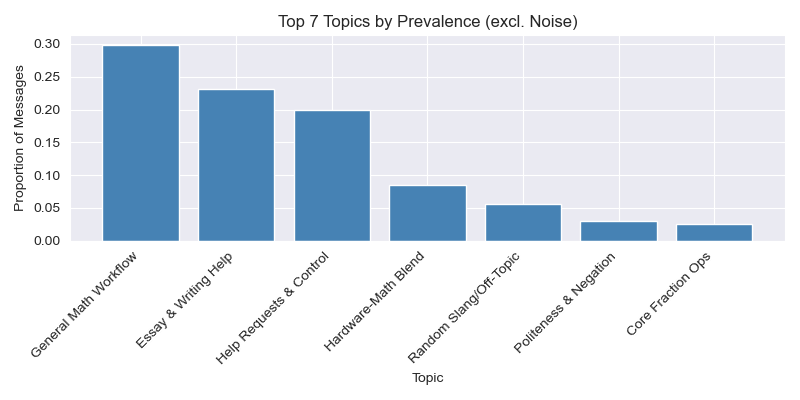 Top 7 Topics by Prevalence (excl. Noise)
Proportion of Messages
0.30
0.25
0.20
0.15
0.10
0.05
0.00
General Math Workflow
Essay & Writing Help
Help Requests & Control
Hardware-Math Blend
Random Slang/Off-Topic
Politeness & Negation
Core Fraction Ops
Topic